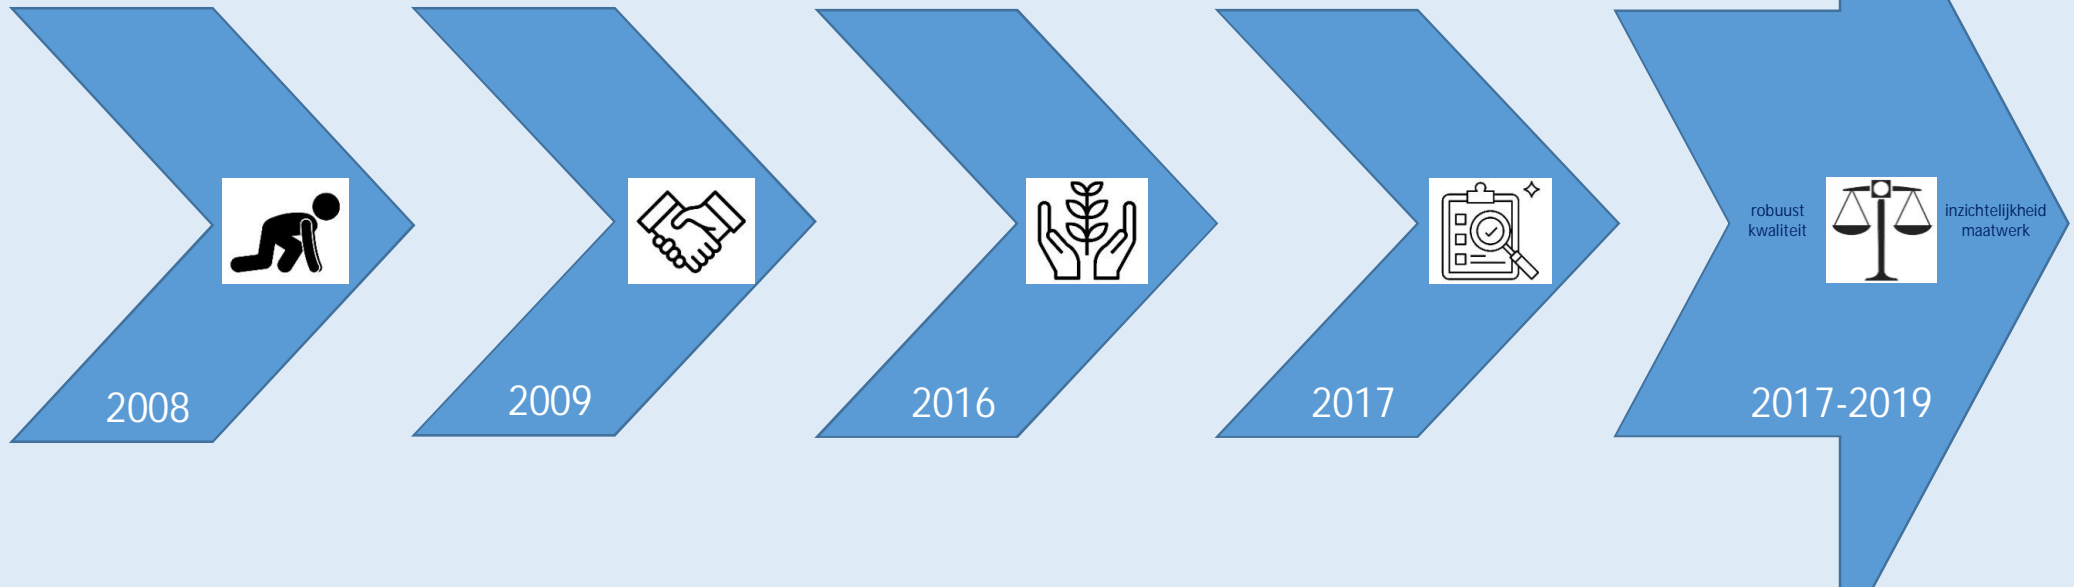 2008
2009
2016
2017
robuust
kwaliteit
inzichtelijkheid
maatwerk
2017-2019